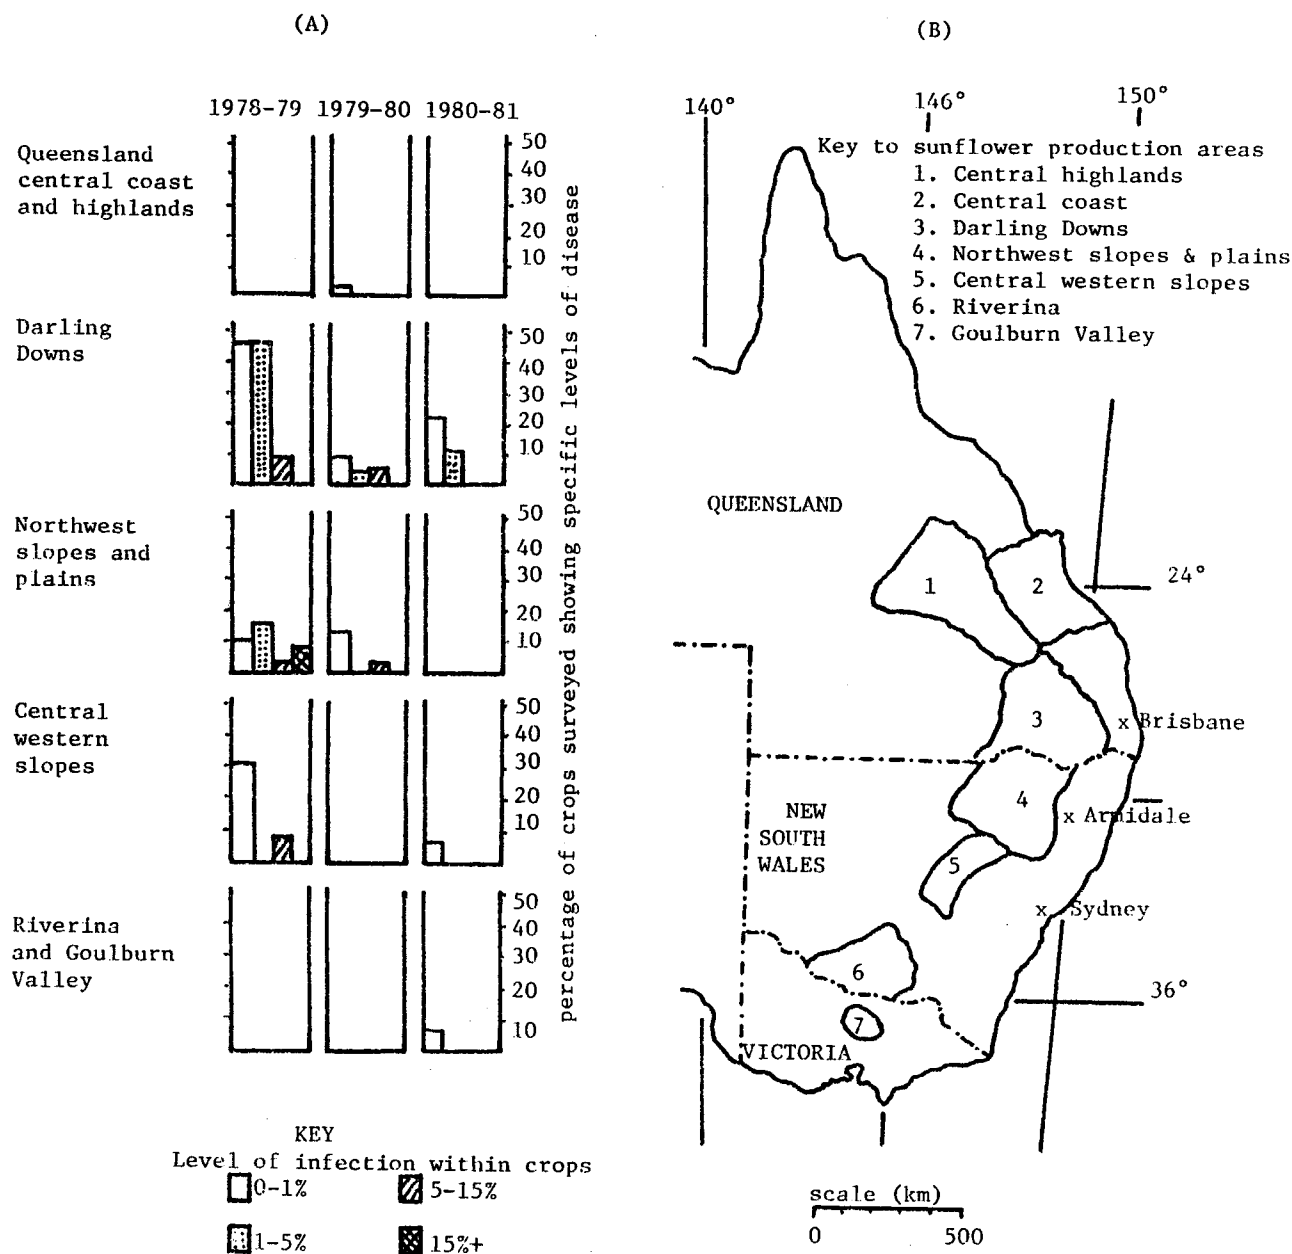 (A)
1978-79 1979-80 1980-81
Queensland
central coast
and highlands
50
40
30
20
10
Darling
Downs
50
40
30
20
10
Northwest
slopes and
plains
50
40
30
20
10
Central
western
slopes
50
40
30
20
10
Riverina
and Goulburn
Valley
50
40
30
20
10
percentage of crops surveyed showing specific levels of disease
KEY
Level of infection within crops
0-1%
5-15%
1-5%
15%+
(B)
140° 146° 150°
Key to sunflower production areas
1. Central highlands
2. Central coast
3. Darling Downs
4. Northwest slopes & plains
5. Central western slopes
6. Riverina
7. Goulburn Valley
QUEENSLAND
1
2
24°
3
x Brisbane
NEW
SOUTH
WALES
4
x Armidale
5
x Sydney
6
36°
7
VICTORIA
scale (km)
0 500